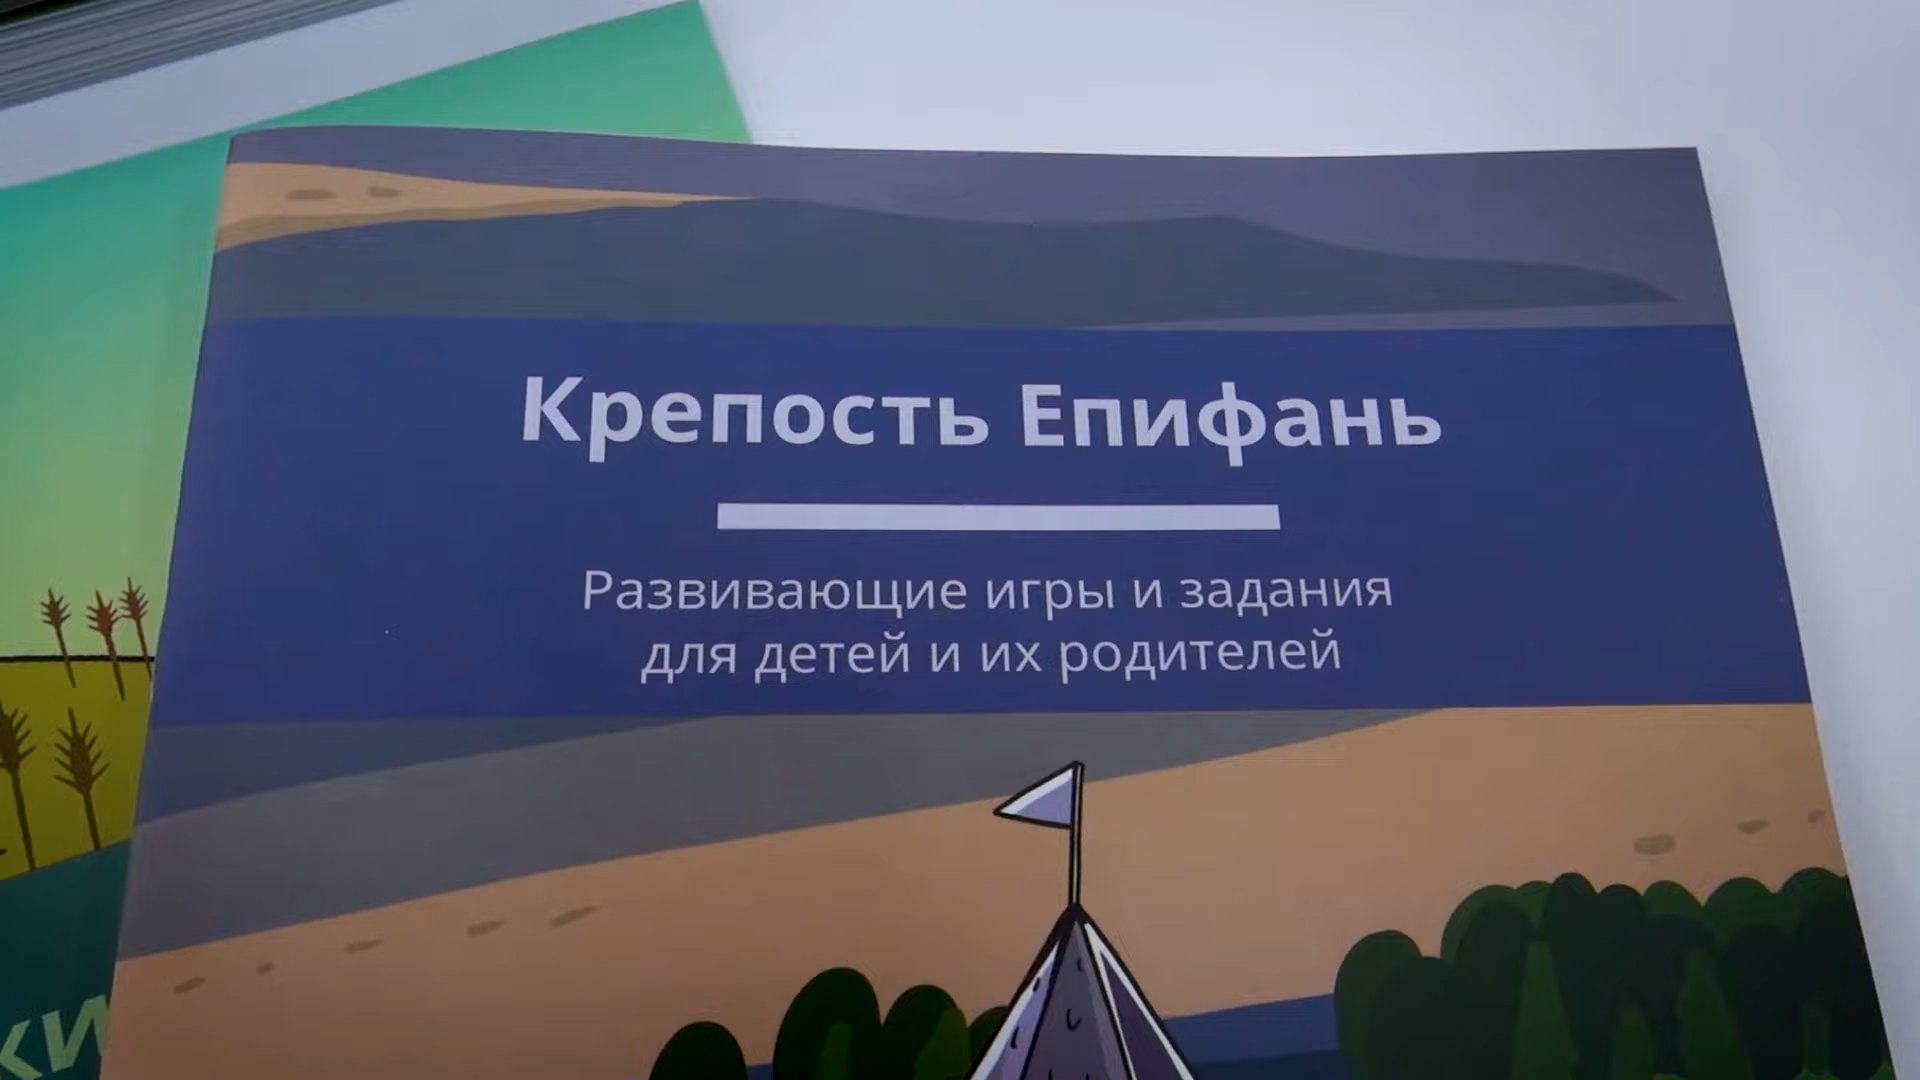 Крепость Епифань
Развивающие игры и задания
для детей и их родителей